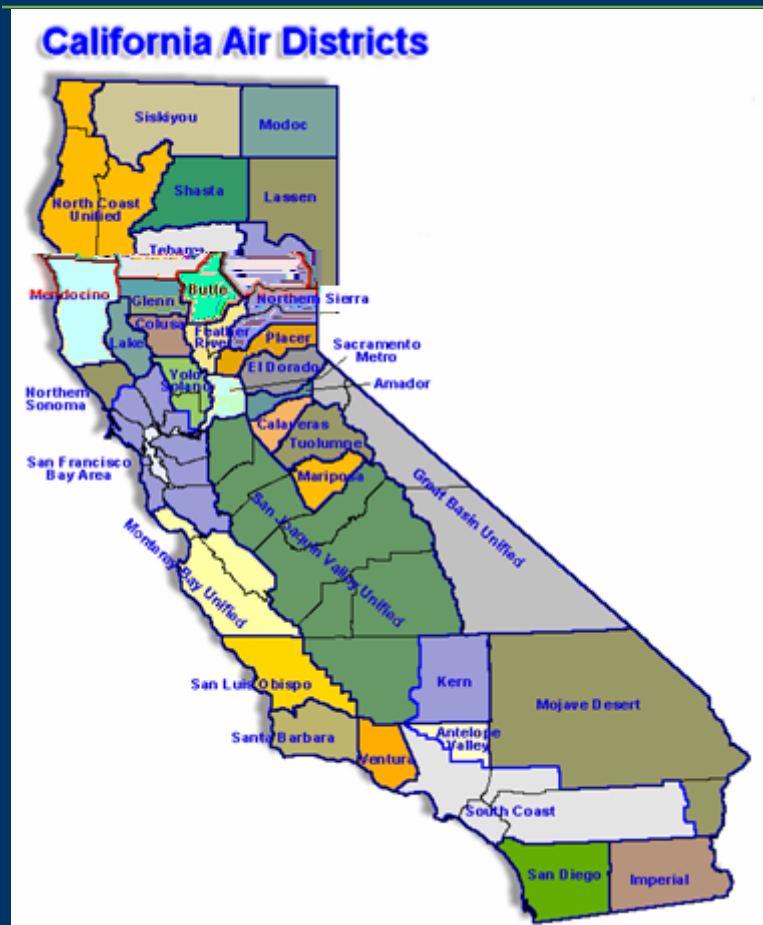 California Air Districts
Siskiyou
Modoc
North Coast
Unified
Shasta
Lassen
Tehama
Mendocino
Butte
Glenn
Northern Sierra
Colusa
Feather
River
Lake
Placer
Sacramento
Metro
El Dorado
Yolo
Solano
Amador
Northern
Sonoma
Calaveras
Tuolumne
San Francisco
Bay Area
Mariposa
Great Basin Unified
San Joaquin Valley Unified
Monterey Bay Unified
San Luis Obispo
Kern
Mojave Desert
Santa Barbara
Ventura
Antelope
Valley
South Coast
San Diego
Imperial